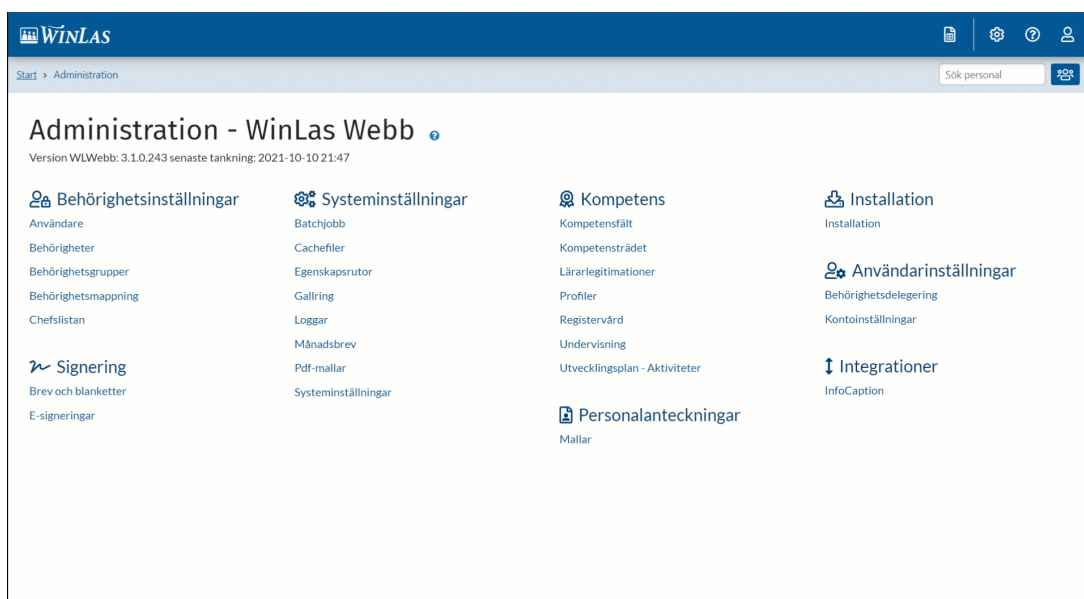 WinLas
Start › Administration
Sök personal
Administration - WinLas Webb
Version WLWebb: 3.1.0.243 senaste tankning: 2021-10-10 21:47
Behörighetsinställningar
Användare
Behörigheter
Behörighetsgrupper
Behörighetsmappning
Chefslistan
Signering
Brev och blanketter
E-signeringar
Systeminställningar
Batchjobb
Cachefiler
Egenskapsrutor
Gallring
Loggar
Månadsbrev
Pdf-mallar
Systeminställningar
Kompetens
Kompetensfält
Kompetensträdet
Lärarlegitimationer
Profiler
Registervård
Undervisning
Utvecklingsplan - Aktiviteter
Personalanteckningar
Mallar
Installation
Installation
Användarinställningar
Behörighetsdelegering
Kontoinställningar
Integrationer
InfoCaption